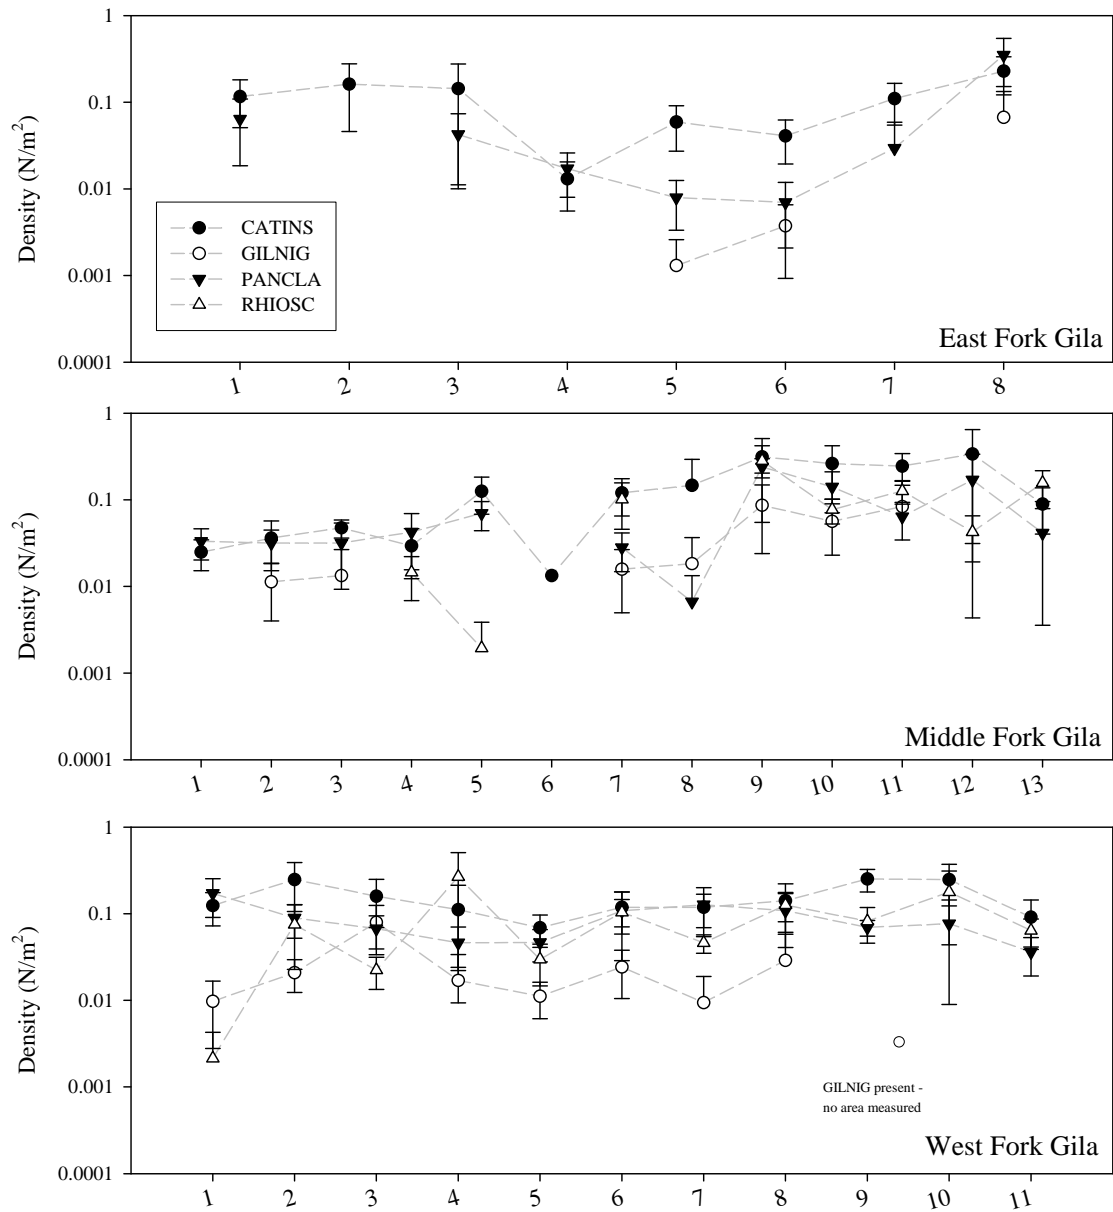 1
0.1
0.01
0.001
0.0001
Density (N/m²)
CATINS
GILNIG
PANCLA
RHIOSC
East Fork Gila
1 2 3 4 5 6 7 8
1
0.1
0.01
0.001
0.0001
Density (N/m²)
Middle Fork Gila
1 2 3 4 5 6 7 8 9 10 11 12 13
1
0.1
0.01
0.001
0.0001
Density (N/m²)
GILNIG present -
no area measured
West Fork Gila
1 2 3 4 5 6 7 8 9 10 11